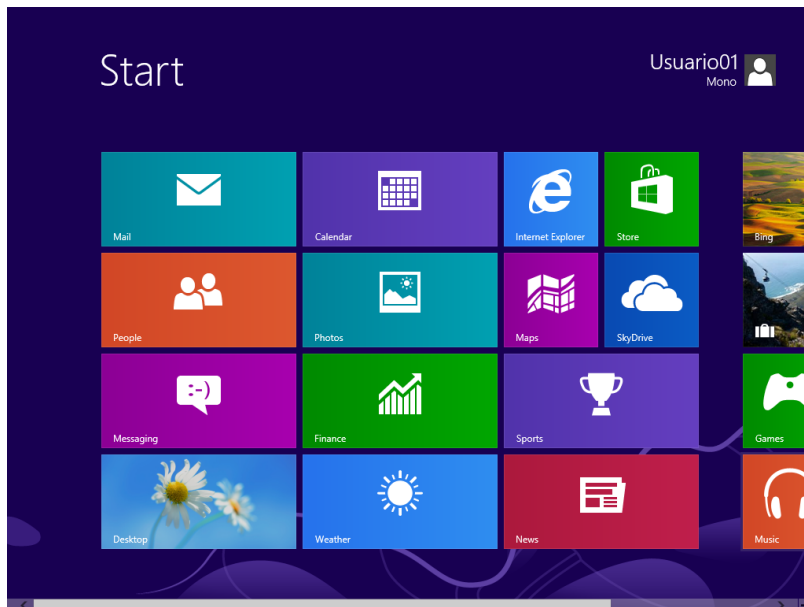 Start
Usuario01
Mono
Mail
Calendar
Internet Explorer
Store
Bing
People
Photos
Maps
SkyDrive
Messaging
:-)
Finance
Sports
Games
Desktop
Weather
News
Music